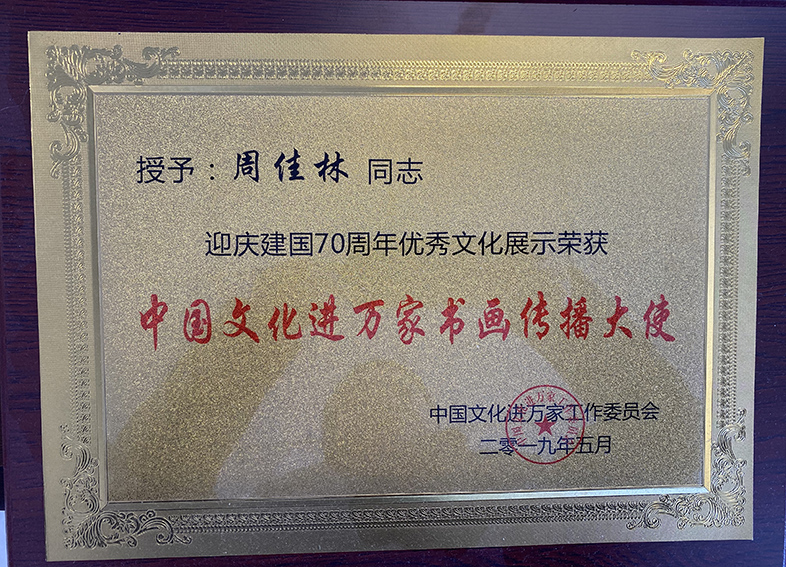 授予：周佳林 同志
迎庆建国70周年优秀文化展示荣获
中国文化进万家书画传播大使
中国文化进万家工作委员会
二零一九年五月